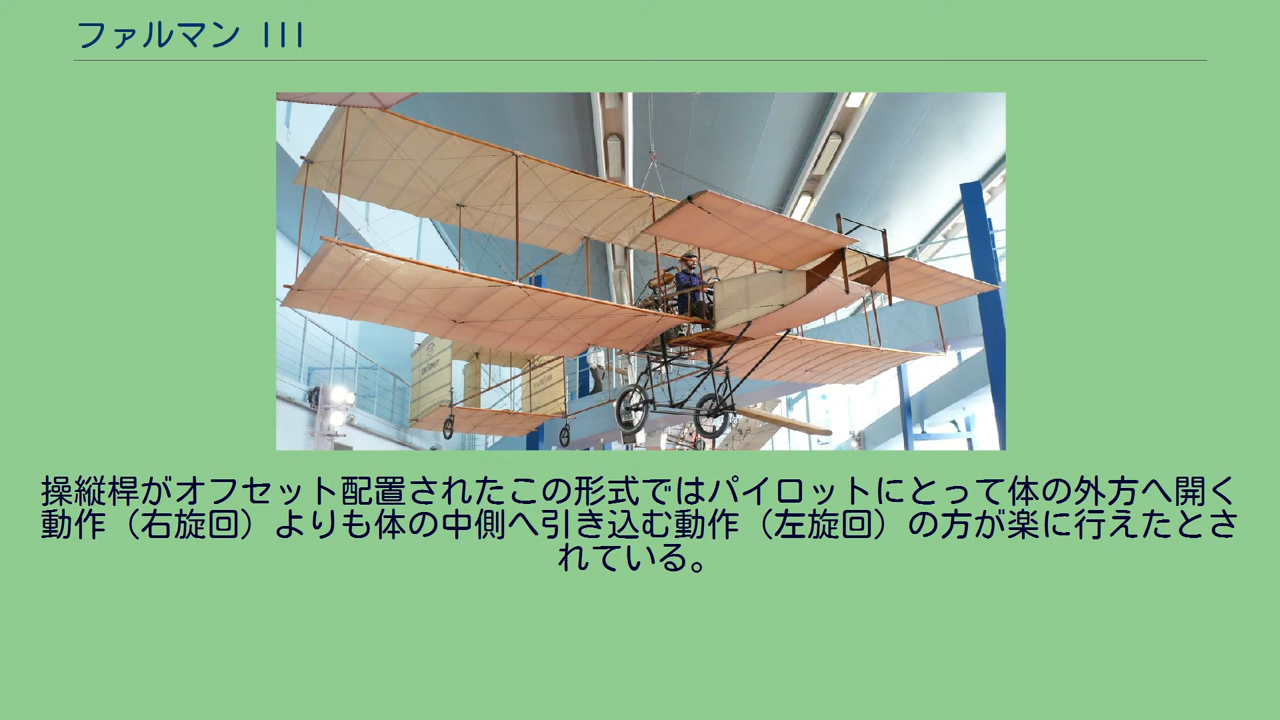 ファルマン III
操縦桿がオフセット配置されたこの形式ではパイロットにとって体の外方へ開く
動作（右旋回）よりも体の中側へ引き込む動作（左旋回）の方が楽に行えたとさ
れている。